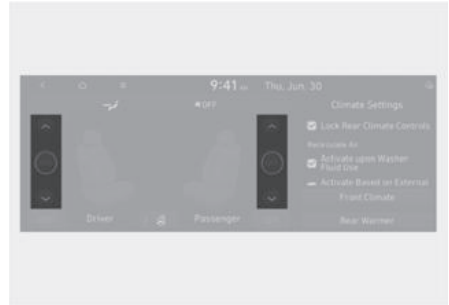 9:41 Thu, Jun. 30
OFF
Climate Settings
Lock Rear Climate Controls
Recirculate Air
Activate upon Washer
Fluid Use
Activate Based on External
Front Climate
Driver
Passenger
Rear Warmer